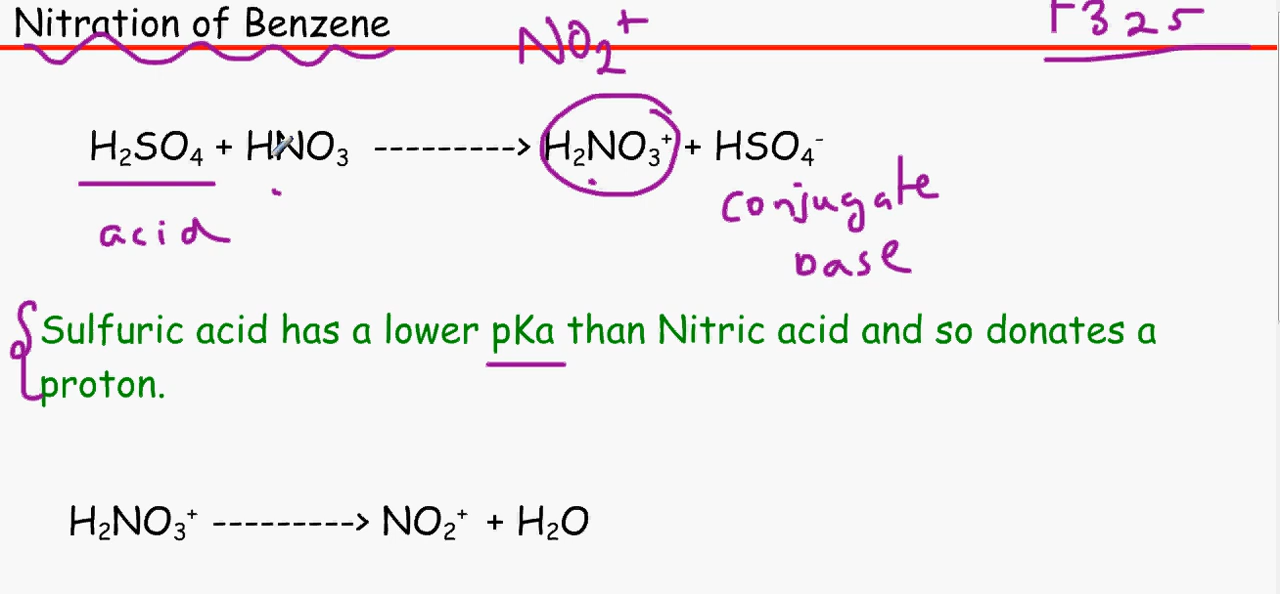 Nitration of Benzene
NO₂⁺
F325
H₂SO₄ + HNO₃ ---------> H₂NO₃⁺ + HSO₄⁻
acid
conjugate
base
Sulfuric acid has a lower pKa than Nitric acid and so donates a
proton.
H₂NO₃⁺ ---------> NO₂⁺ + H₂O